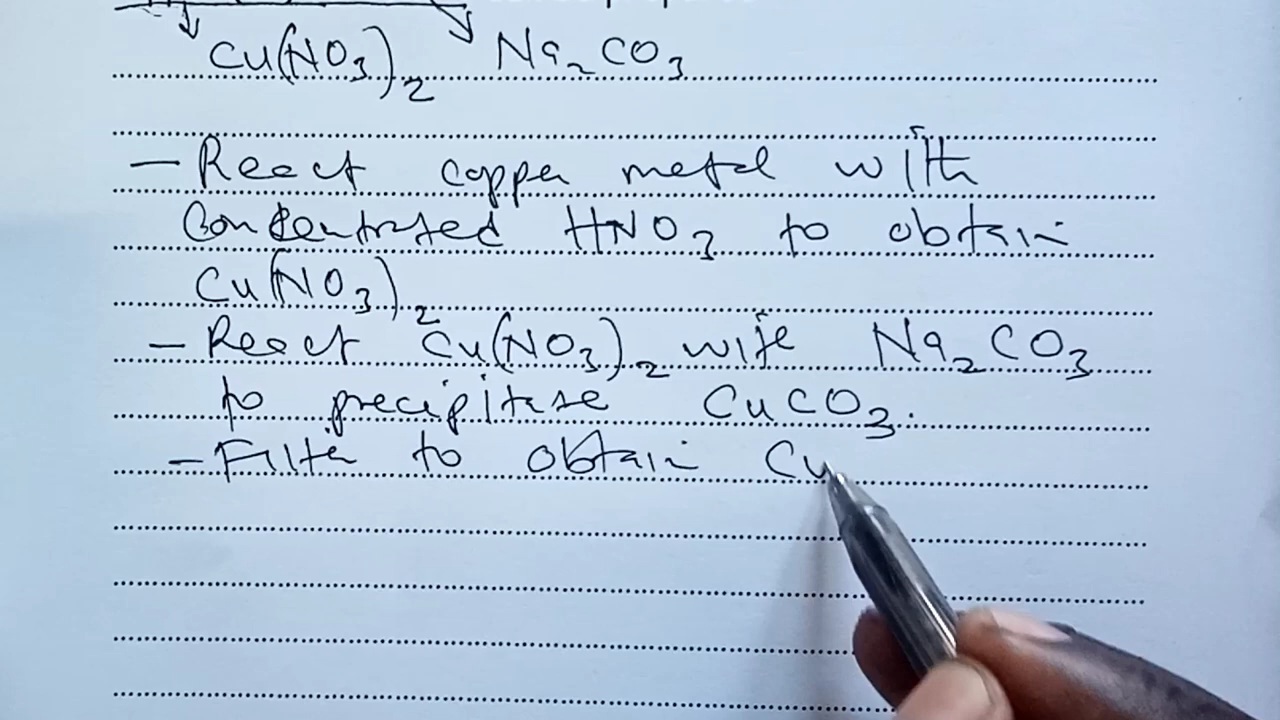 Cu(NO₃)₂ Na₂CO₃
– React copper metal with
Concentrated HNO₃ to obtain
Cu(NO₃)₂
– React Cu(NO₃)₂ with Na₂CO₃
to precipitate CuCO₃.
– Filter to obtain Cu